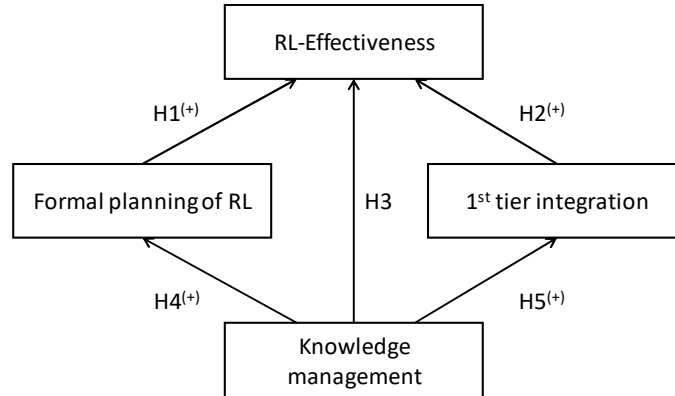 RL-Effectiveness
H1(+)
H2(+)
Formal planning of RL
H3
1st tier integration
H4(+)
H5(+)
Knowledge
management